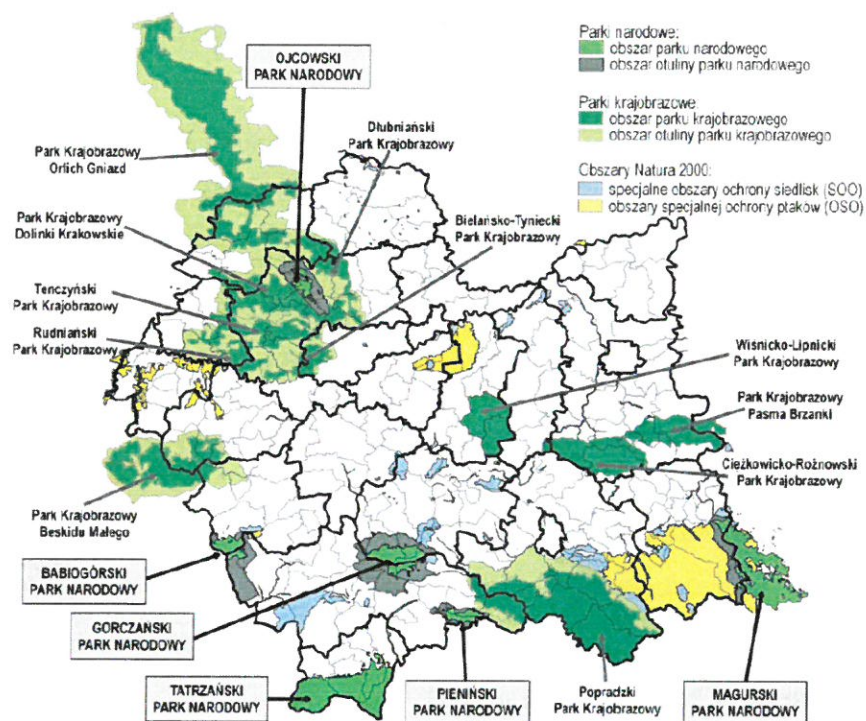 OJCOWSKI
PARK NARODOWY
Parki narodowe:
obszar parku narodowego
obszar otuliny parku narodowego
Parki krajobrazowe:
obszar parku krajobrazowego
obszar otuliny parku krajobrazowego
Obszary Natura 2000:
specjalne obszary ochrony siedlisk (SOO)
obszary specjalnej ochrony ptaków (OSO)
Dłubniański
Park Krajobrazowy
Park Krajobrazowy
Orlich Gniazd
Park Krajobrazowy
Dolinki Krakowskie
Bielańsko-Tyniecki
Park Krajobrazowy
Tenczyński
Park Krajobrazowy
Rudniański
Park Krajobrazowy
Wiśnicko-Lipnicki
Park Krajobrazowy
Park Krajobrazowy
Pasma Brzanki
Ciężkowicko-Rożnowski
Park Krajobrazowy
Park Krajobrazowy
Beskidu Małego
BABIOGÓRSKI
PARK NARODOWY
GORCZAŃSKI
PARK NARODOWY
TATRZAŃSKI
PARK NARODOWY
PIENIŃSKI
PARK NARODOWY
Popradzki
Park Krajobrazowy
MAGURSKI
PARK NARODOWY